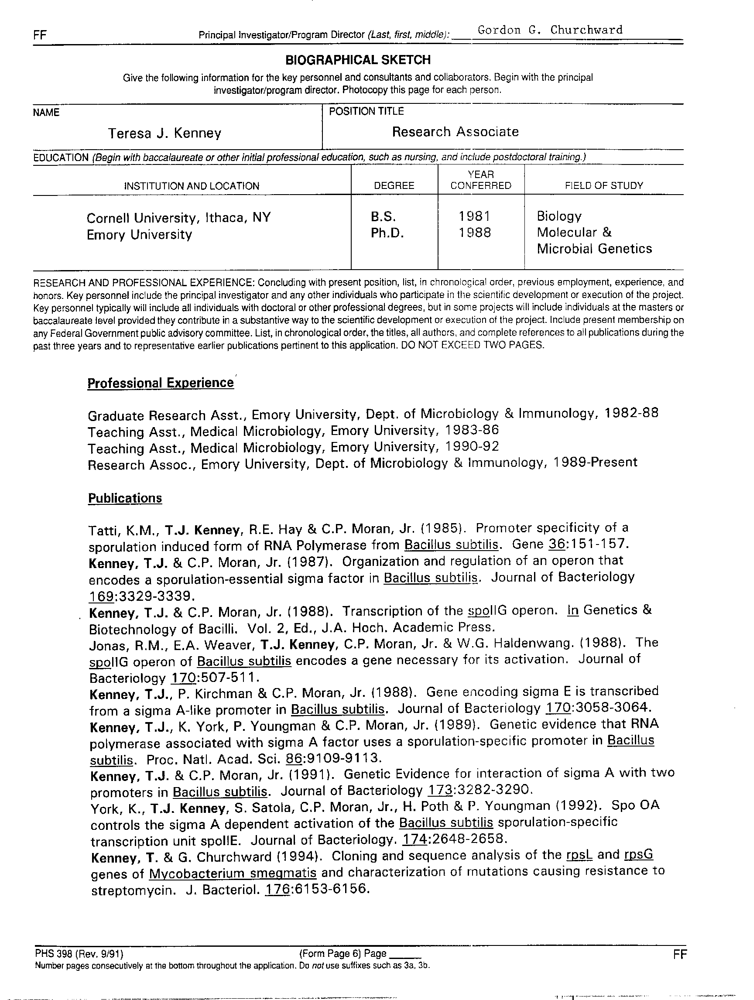 FF Principal Investigator/Program Director (Last, first, middle): Gordon G. Churchward
BIOGRAPHICAL SKETCH
Give the following information for the key personnel and consultants and collaborators. Begin with the principal
investigator/program director. Photocopy this page for each person.
NAME POSITION TITLE
Teresa J. Kenney Research Associate
EDUCATION (Begin with baccalaureate or other initial professional education, such as nursing, and include postdoctoral training.)
INSTITUTION AND LOCATION DEGREE YEAR CONFERRED FIELD OF STUDY
Cornell University, Ithaca, NY B.S. 1981 Biology
Emory University Ph.D. 1988 Molecular &
Microbial Genetics
RESEARCH AND PROFESSIONAL EXPERIENCE: Concluding with present position, list, in chronological order, previous employment, experience, and
honors. Key personnel include the principal investigator and any other individuals who participate in the scientific development or execution of the project.
Key personnel typically will include all individuals with doctoral or other professional degrees, but in some projects will include individuals at the masters or
baccalaureate level provided they contribute in a substantive way to the scientific development or execution of the project. Include present membership on
any Federal Government public advisory committee. List, in chronological order, the titles, all authors, and complete references to all publications during the
past three years and to representative earlier publications pertinent to this application. DO NOT EXCEED TWO PAGES.
Professional Experience
Graduate Research Asst., Emory University, Dept. of Microbiology & Immunology, 1982-88
Teaching Asst., Medical Microbiology, Emory University, 1983-86
Teaching Asst., Medical Microbiology, Emory University, 1990-92
Research Assoc., Emory University, Dept. of Microbiology & Immunology, 1989-Present
Publications
Tatti, K.M., T.J. Kenney, R.E. Hay & C.P. Moran, Jr. (1985). Promoter specificity of a
sporulation induced form of RNA Polymerase from Bacillus subtilis. Gene 36:151-157.
Kenney, T.J. & C.P. Moran, Jr. (1987). Organization and regulation of an operon that
encodes a sporulation-essential sigma factor in Bacillus subtilis. Journal of Bacteriology
169:3329-3339.
Kenney, T.J. & C.P. Moran, Jr. (1988). Transcription of the spoIIG operon. In Genetics &
Biotechnology of Bacilli. Vol. 2, Ed., J.A. Hoch. Academic Press.
Jonas, R.M., E.A. Weaver, T.J. Kenney, C.P. Moran, Jr. & W.G. Haldenwang. (1988). The
spoIIG operon of Bacillus subtilis encodes a gene necessary for its activation. Journal of
Bacteriology 170:507-511.
Kenney, T.J., P. Kirchman & C.P. Moran, Jr. (1988). Gene encoding sigma E is transcribed
from a sigma A-like promoter in Bacillus subtilis. Journal of Bacteriology 170:3058-3064.
Kenney, T.J., K. York, P. Youngman & C.P. Moran, Jr. (1989). Genetic evidence that RNA
polymerase associated with sigma A factor uses a sporulation-specific promoter in Bacillus
subtilis. Proc. Natl. Acad. Sci. 86:9109-9113.
Kenney, T.J. & C.P. Moran, Jr. (1991). Genetic Evidence for interaction of sigma A with two
promoters in Bacillus subtilis. Journal of Bacteriology 173:3282-3290.
York, K., T.J. Kenney, S. Satola, C.P. Moran, Jr., H. Poth & P. Youngman (1992). Spo OA
controls the sigma A dependent activation of the Bacillus subtilis sporulation-specific
transcription unit spoIIE. Journal of Bacteriology. 174:2648-2658.
Kenney, T. & G. Churchward (1994). Cloning and sequence analysis of the rpsL and rpsG
genes of Mycobacterium smegmatis and characterization of mutations causing resistance to
streptomycin. J. Bacteriol. 176:6153-6156.
PHS 398 (Rev. 9/91) (Form Page 6) Page FF
Number pages consecutively at the bottom throughout the application. Do not use suffixes such as 3a, 3b.